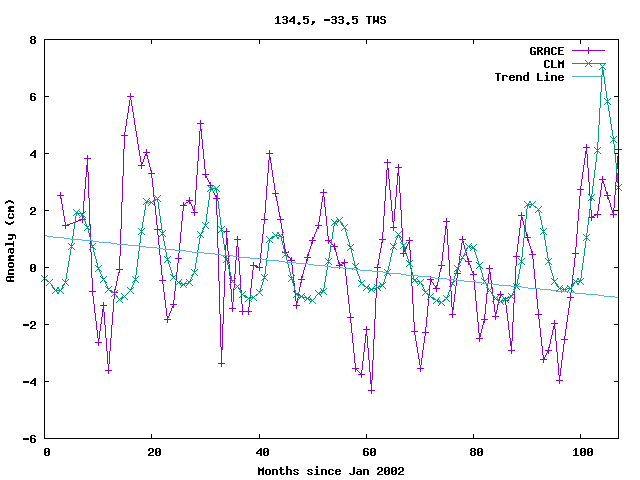 134.5, -33.5 TWS
GRACE
CLM
Trend Line
Anomaly (cm)
8
6
4
2
0
-2
-4
-6
0 20 40 60 80 100
Months since Jan 2002